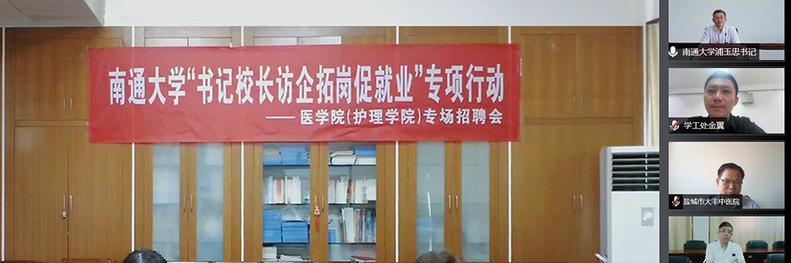 南通大学“书记校长访企拓岗促就业”专项行动
——医学院(护理学院)专场招聘会
南通大学浦玉忠书记
学工处金翼
盐城市大丰中医院